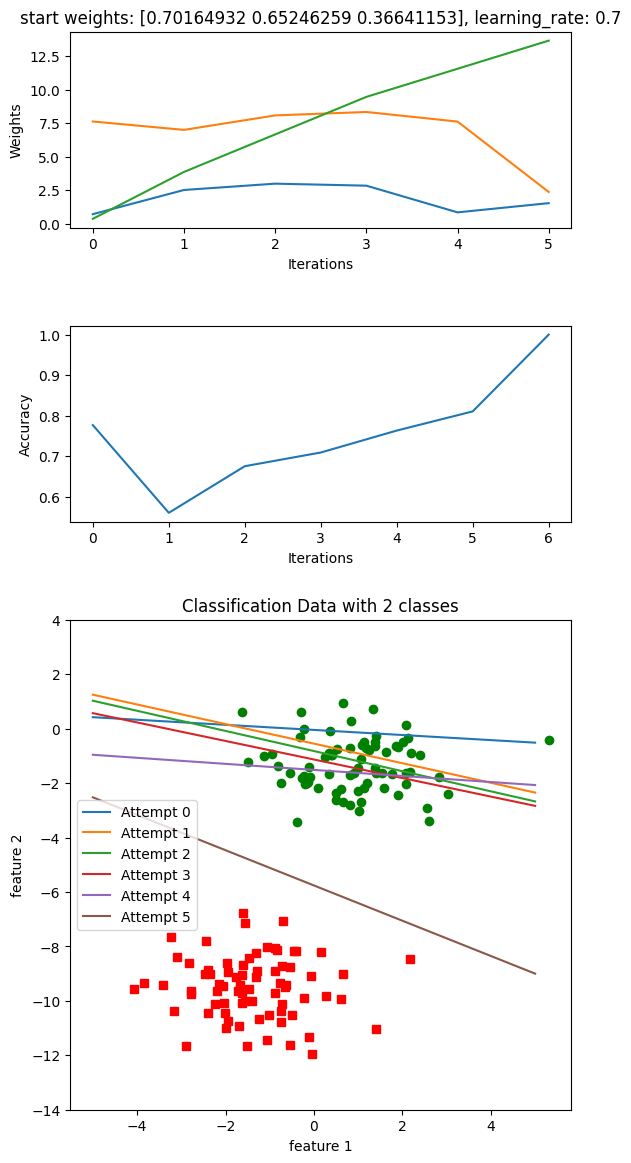 start weights: [0.70164932 0.65246259 0.36641153], learning_rate: 0.7
12.5
10.0
7.5
5.0
2.5
0.0
Weights
0 1 2 3 4 5
Iterations
1.0
0.9
0.8
0.7
0.6
Accuracy
0 1 2 3 4 5 6
Iterations
Classification Data with 2 classes
4
2
0
−2
−4
−6
−8
−10
−12
−14
feature 2
Attempt 0
Attempt 1
Attempt 2
Attempt 3
Attempt 4
Attempt 5
−4 −2 0 2 4
feature 1